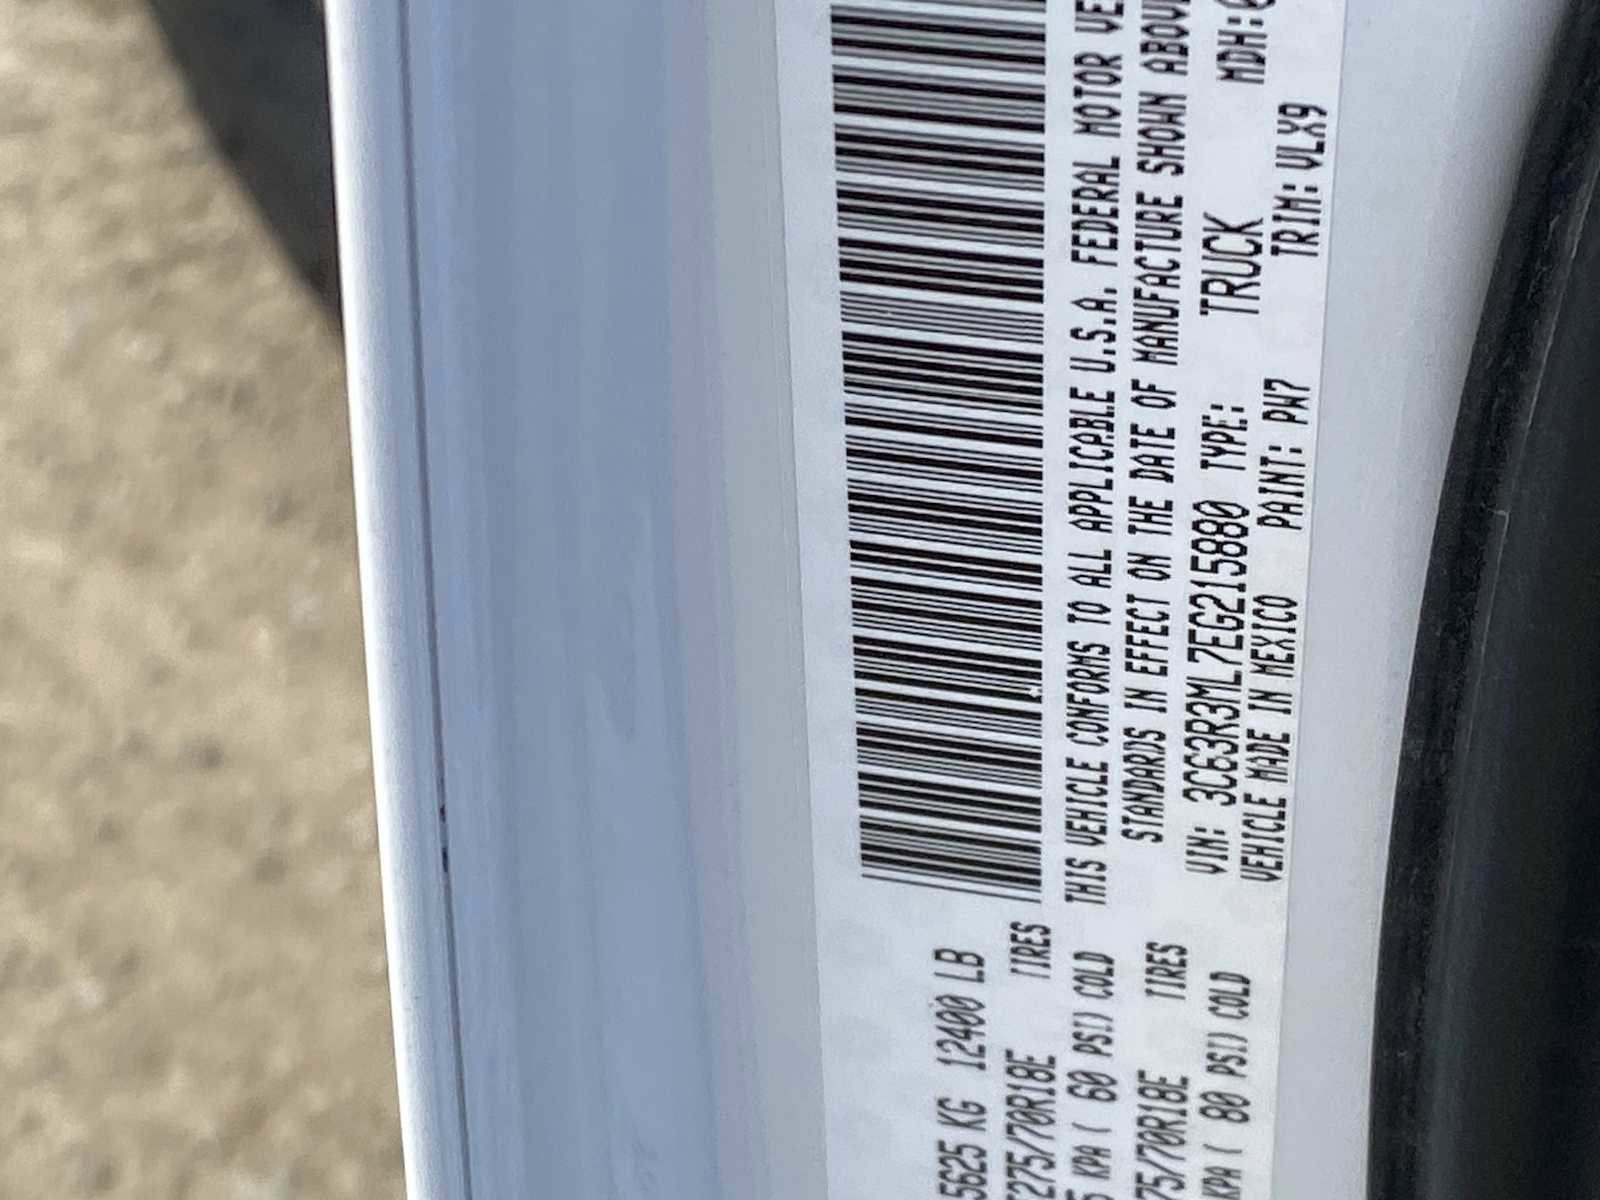 5625 KG 12400 LB
275/70R18E TIRES
KPA ( 60 PSI) COLD
75/70R18E TIRES
KPA ( 80 PSI) COLD
THIS VEHICLE CONFORMS TO ALL APPLICABLE U.S.A. FEDERAL MOTOR VE
STANDARDS IN EFFECT ON THE DATE OF MANUFACTURE SHOWN ABOV
VIN: 3C63R3ML7EG215880 TYPE: TRUCK MDH:0
VEHICLE MADE IN MEXICO PAINT: PW7 TRIM: VLX9